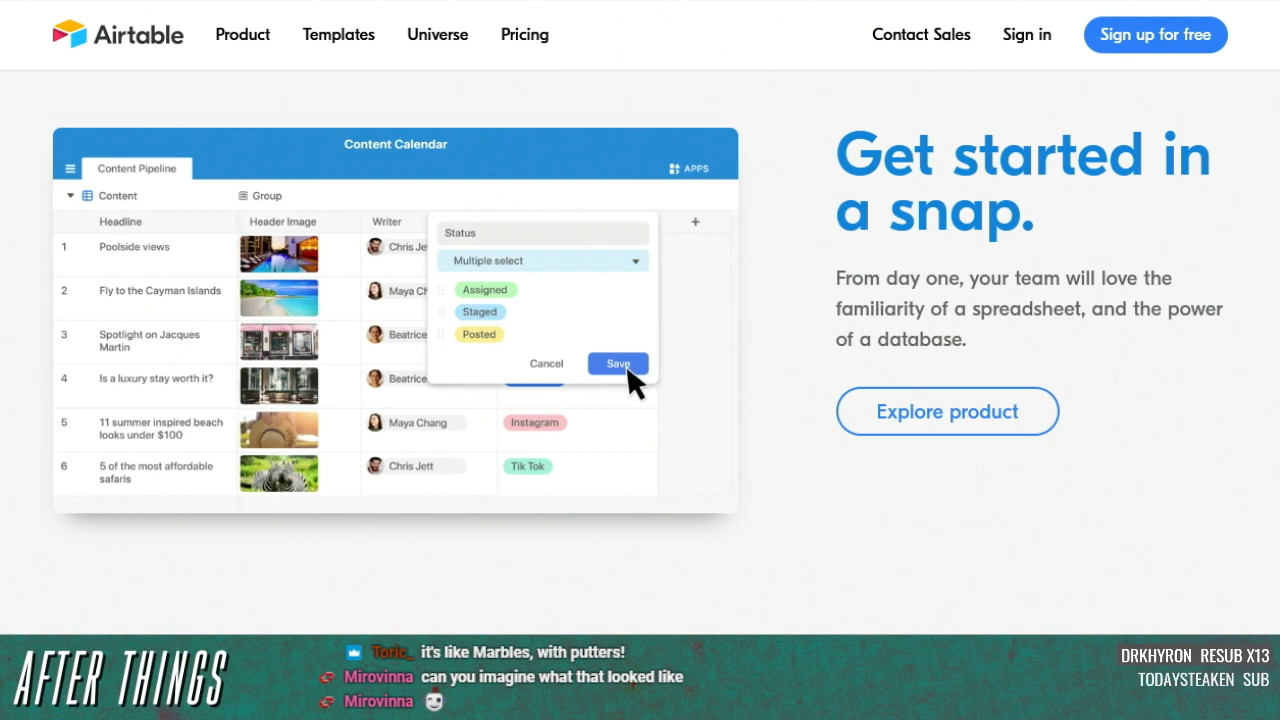 Airtable
Product
Templates
Universe
Pricing
Contact Sales
Sign in
Sign up for free
Content Calendar
Content Pipeline
APPS
Content
Group
Headline
Header Image
Writer
+
1 Poolside views
Chris Je
2 Fly to the Cayman Islands
Maya C
3 Spotlight on Jacques
Martin
Beatrice
4 Is a luxury stay worth it?
Beatrice
5 11 summer inspired beach
looks under $100
Maya Chang
Instagram
6 5 of the most affordable
safaris
Chris Jett
Tik Tok
Status
Multiple select
Assigned
Staged
Posted
Cancel
Save
Get started in
a snap.
From day one, your team will love the
familiarity of a spreadsheet, and the power
of a database.
Explore product
AFTER THINGS
Toric_ it's like Marbles, with putters!
Mirovinna can you imagine what that looked like
Mirovinna
DRKHYRON RESUB X13
TODAYSTEAKEN SUB